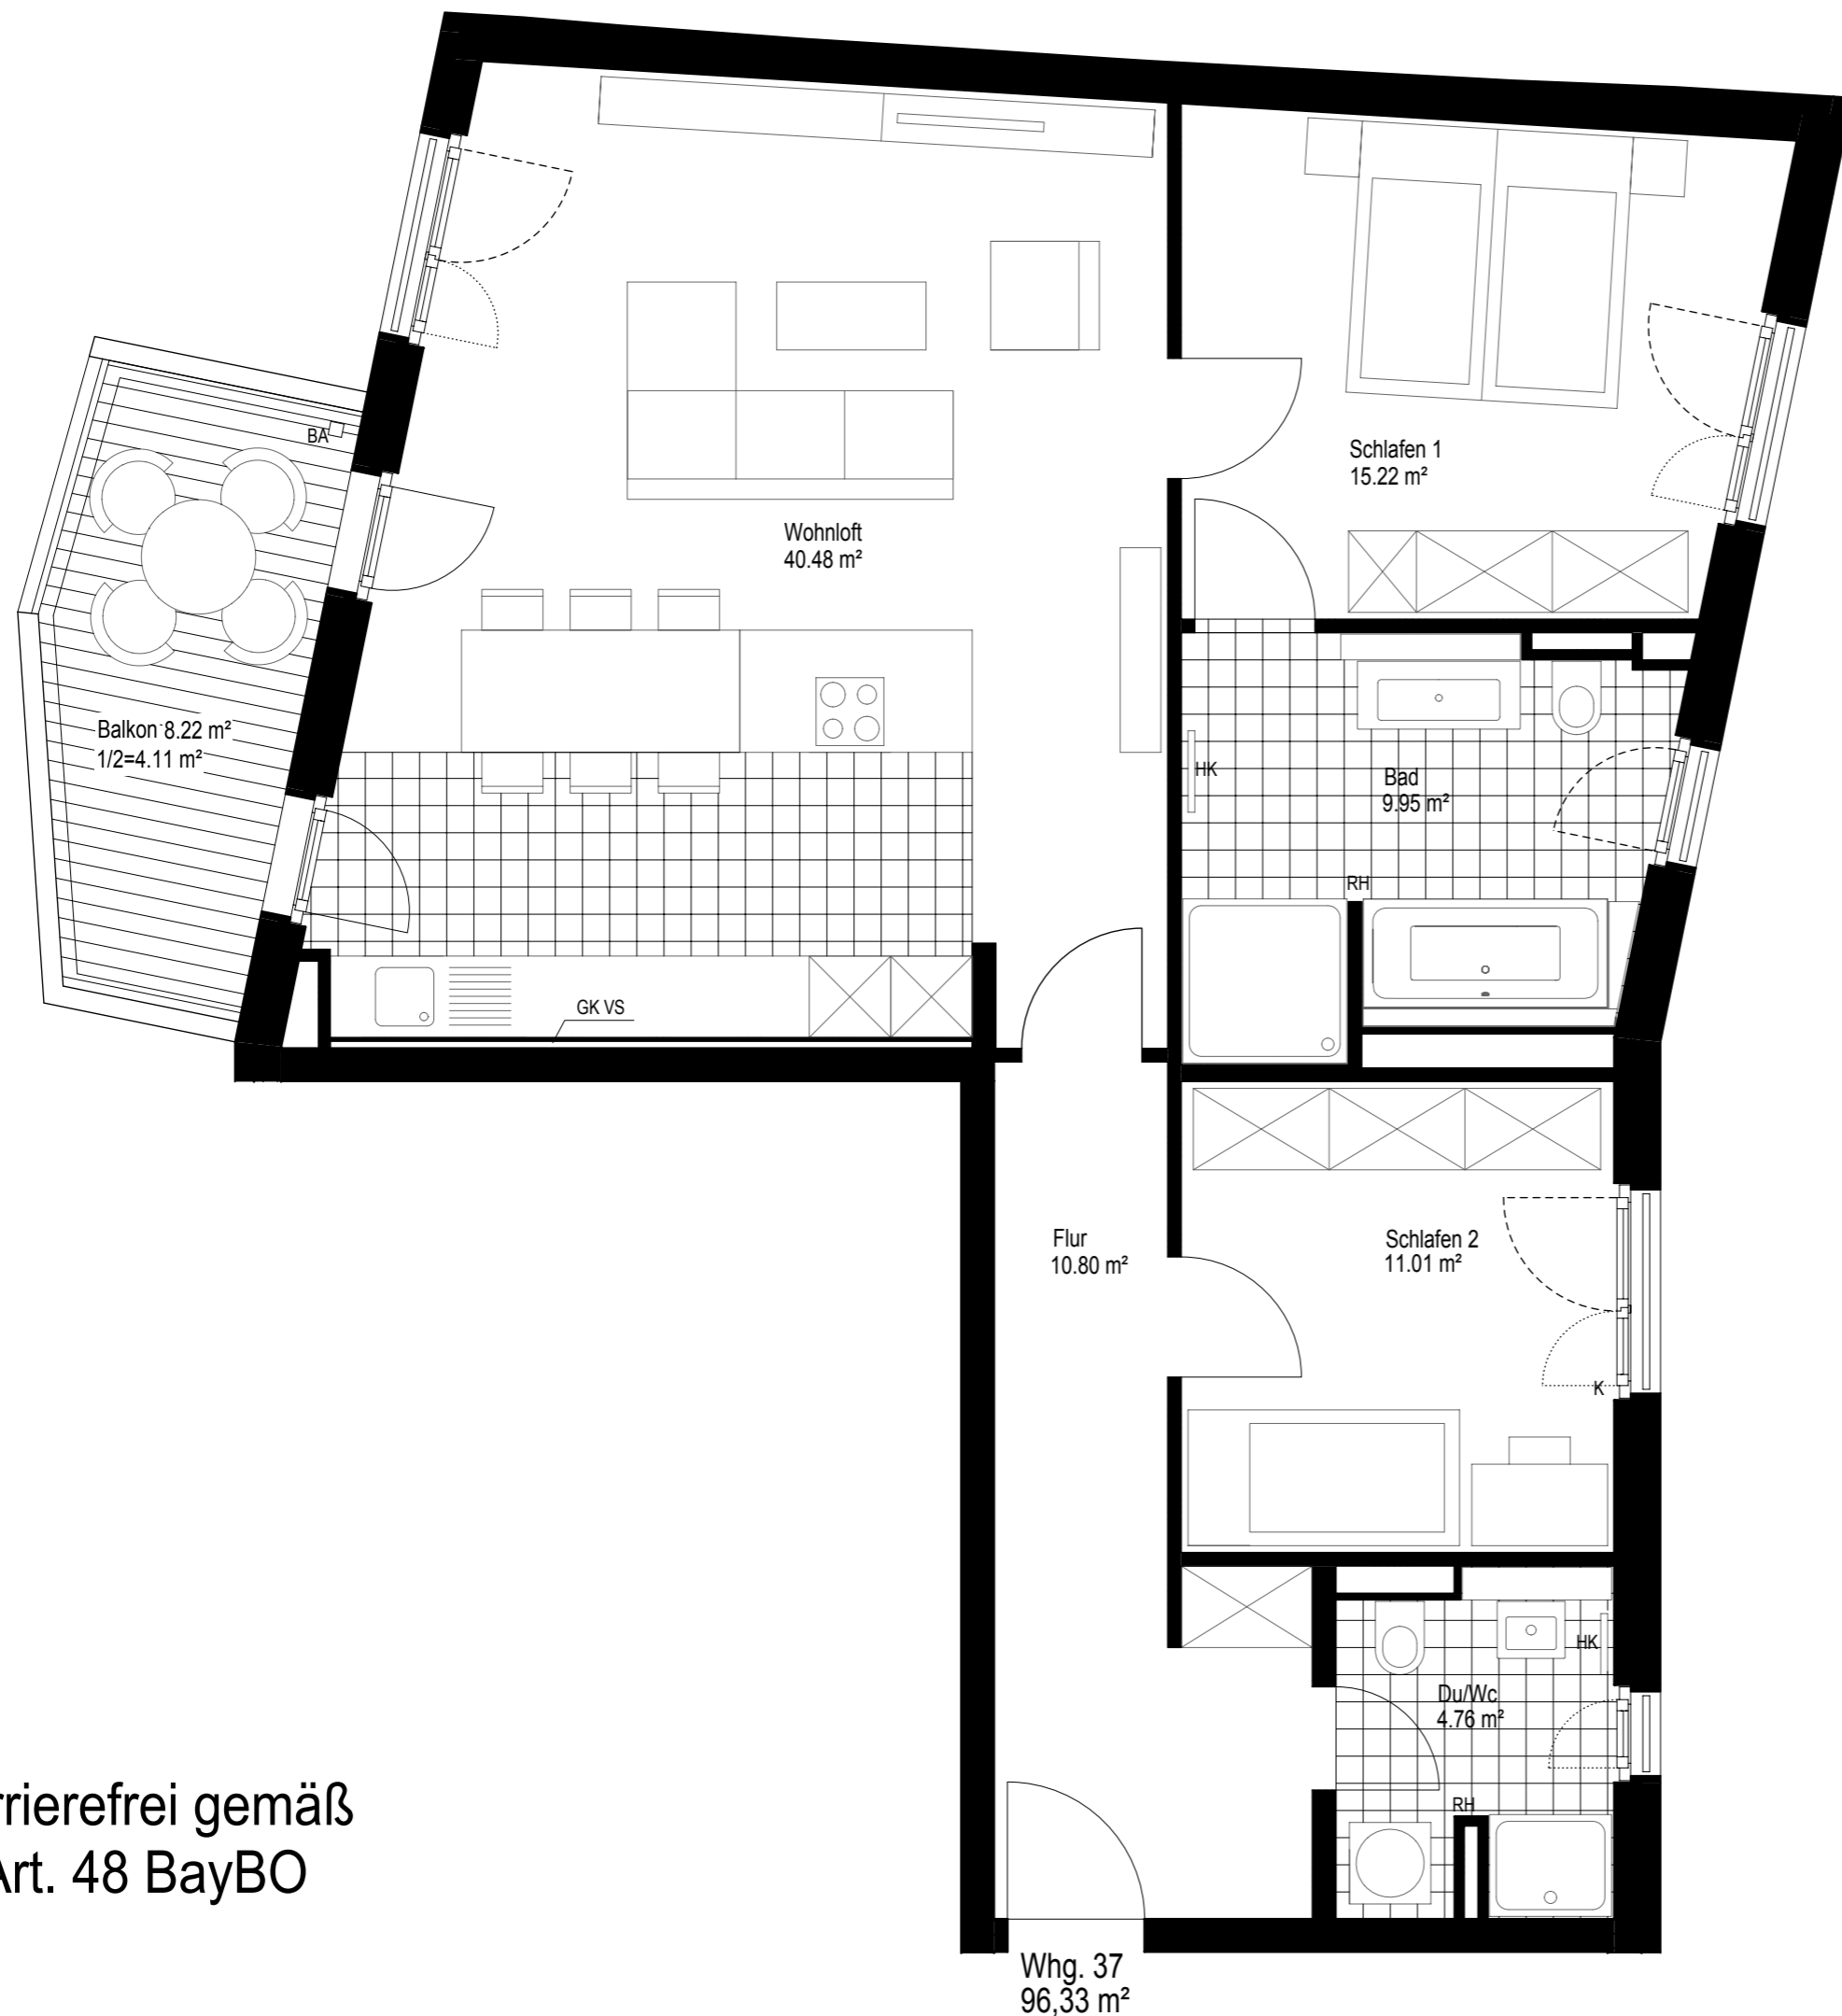 BA
Schlafen 1
15.22 m²
Wohnloft
40.48 m²
Balkon 8.22 m²
1/2=4.11 m²
HK
Bad
9.95 m²
RH
GK VS
Flur
10.80 m²
Schlafen 2
11.01 m²
K
HK
Du/Wc
4.76 m²
RH
rrierefrei gemäß
Art. 48 BayBO
Whg. 37
96,33 m²